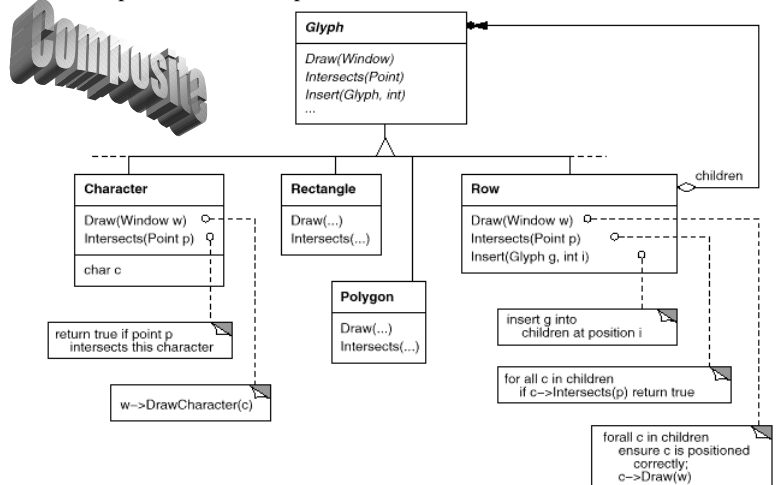 Composite
Glyph
Draw(Window)
Intersects(Point)
Insert(Glyph, int)
...
children
Character
Draw(Window w)
Intersects(Point p)
char c
Rectangle
Draw(...)
Intersects(...)
Row
Draw(Window w)
Intersects(Point p)
Insert(Glyph g, int i)
Polygon
Draw(...)
Intersects(...)
return true if point p
intersects this character
w->DrawCharacter(c)
insert g into
children at position i
for all c in children
if c->Intersects(p) return true
forall c in children
ensure c is positioned
correctly;
c->Draw(w)